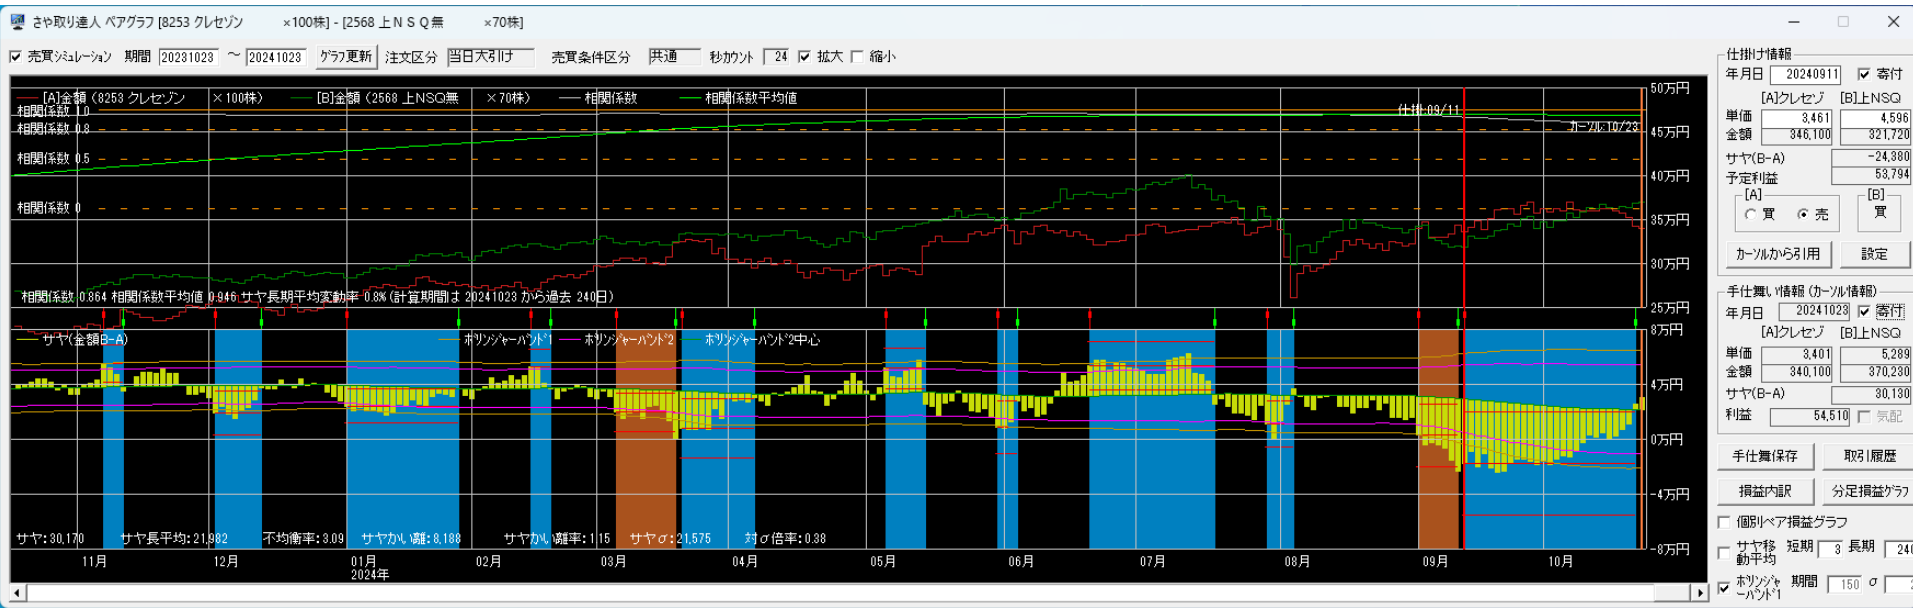 さや取り達人 ペアグラフ [8253 クレセゾン ×100株] - [2568 上ＮＳＱ無 ×70株]
売買シミュレーション 期間 20231023 ～ 20241023 グラフ更新 注文区分 当日大引け 売買条件区分 共通 秒カウント 24 拡大 縮小
[A]金額 (8253 クレセゾン ×100株) [B]金額 (2568 上NSQ無 ×70株) 相関係数 相関係数平均値
相関係数 1.0
相関係数 0.8
相関係数 0.5
相関係数 0
仕掛:09/11
カーソル:10/23
50万円
45万円
40万円
35万円
30万円
25万円
相関係数 0.864 相関係数平均値 0.946 サヤ長期平均変動率 0.8% (計算期間は 20241023 から過去 240日)
サヤ(金額B-A) ボリンジャーバンド1 ボリンジャーバンド2 ボリンジャーバンド2中心
8万円
4万円
0万円
-4万円
-8万円
サヤ:30,170 サヤ長平均:21,982 不均衡率:3.09 サヤかい離:8,188 サヤかい離率:1.15 サヤσ:21,575 対σ倍率:0.38
11月 12月 01月 02月 03月 04月 05月 06月 07月 08月 09月 10月
2024年
仕掛け情報
年月日 20240911 寄付
[A]クレセゾ [B]上NSQ
単価 3,461 4,596
金額 346,100 321,720
サヤ(B-A) -24,380
予定利益 53,794
[A] [B]
買 売 買
カーソルから引用 設定
手仕舞い情報 (カーソル情報)
年月日 20241023 寄付
[A]クレセゾ [B]上NSQ
単価 3,401 5,289
金額 340,100 370,230
サヤ(B-A) 30,130
利益 54,510 気配
手仕舞保存 取引履歴
損益内訳 分足損益グラフ
個別ペア損益グラフ
サヤ移動平均 短期 3 長期 240
ボリンジャーバンド1 期間 150 σ